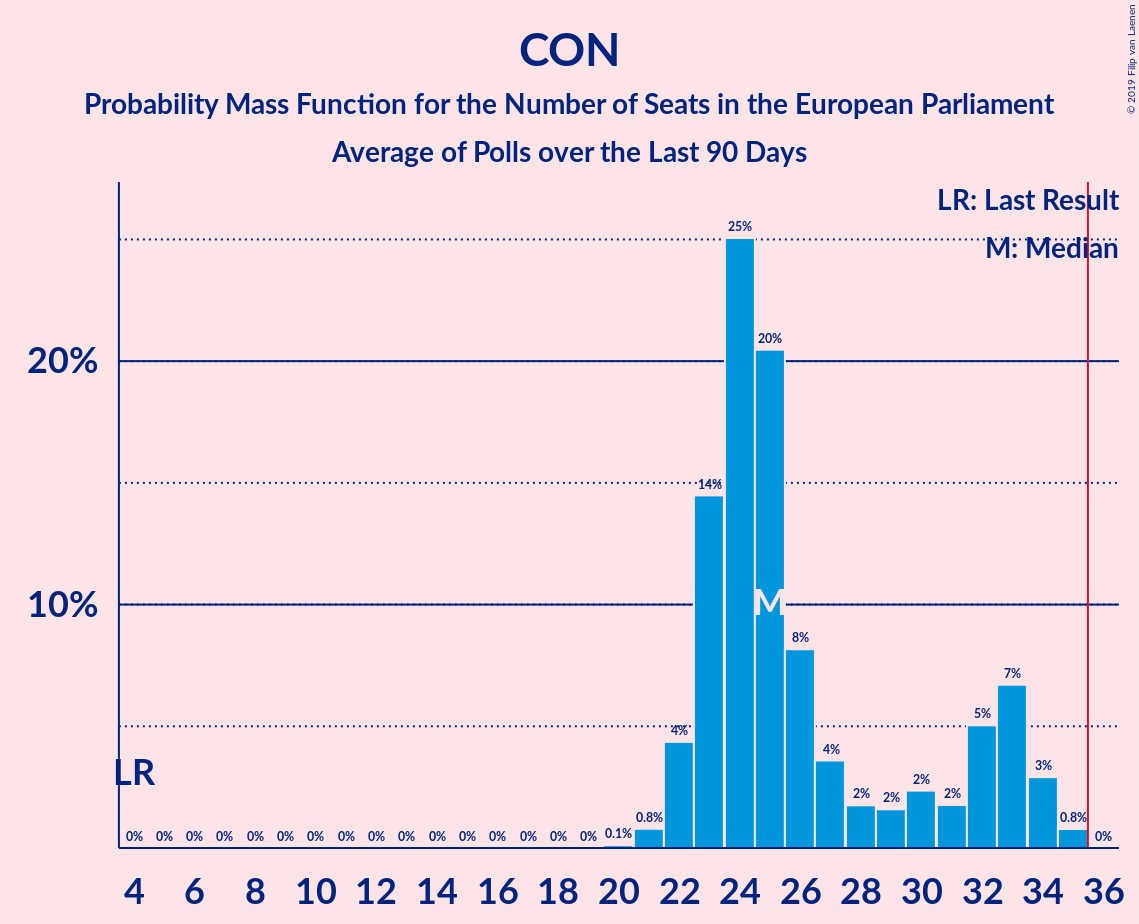 CON
Probability Mass Function for the Number of Seats in the European Parliament
Average of Polls over the Last 90 Days
© 2019 Filip van Laenen
LR: Last Result
M: Median
20%
10%
LR
M
0% 0% 0% 0% 0% 0% 0% 0% 0% 0% 0% 0% 0% 0% 0% 0% 0.1% 0.8% 4% 14% 25% 20% 8% 4% 2% 2% 2% 2% 5% 7% 3% 0.8% 0%
4 6 8 10 12 14 16 18 20 22 24 26 28 30 32 34 36